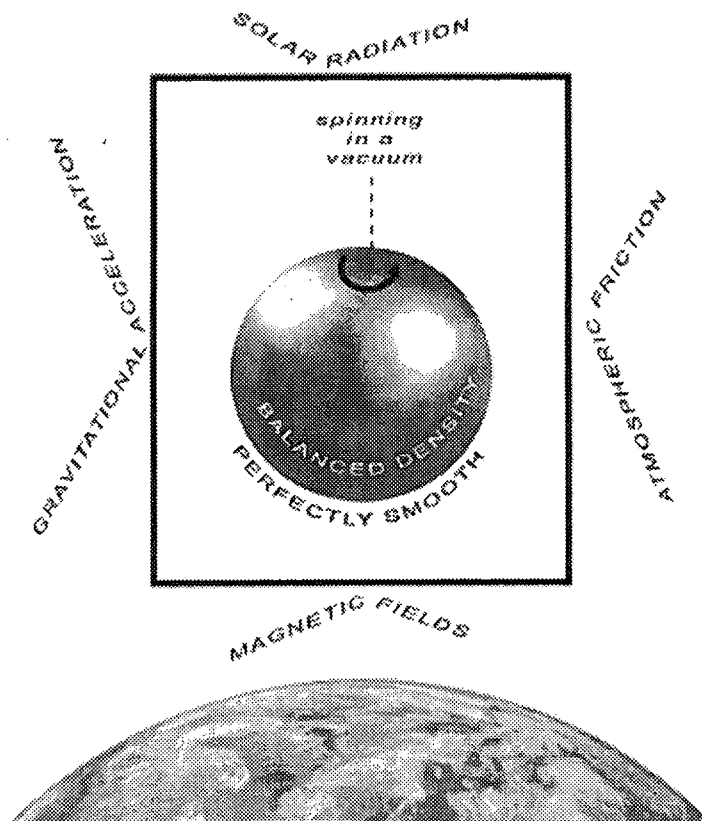 SOLAR RADIATION
spinning
in a
vacuum
GRAVITATIONAL ACCELERATION
ATMOSPHERIC FRICTION
BALANCED DENSITY
PERFECTLY SMOOTH
MAGNETIC FIELDS